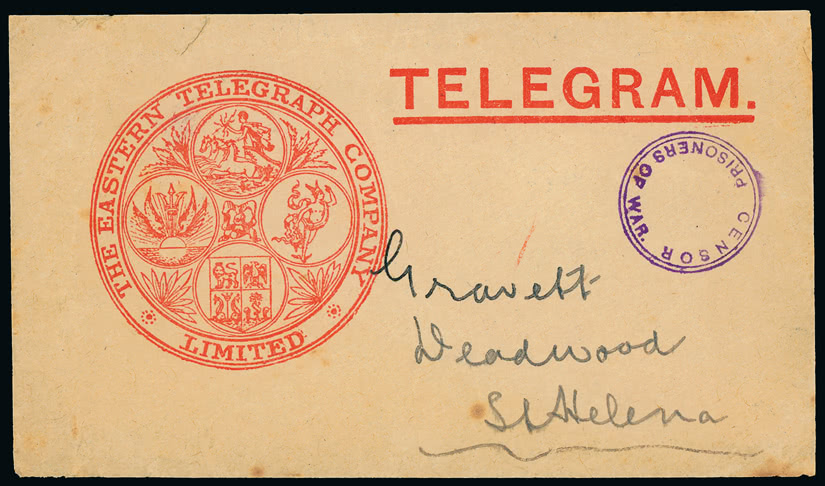 TELEGRAM.
THE EASTERN TELEGRAPH COMPANY
LIMITED
PRISONERS OF WAR.
CENSOR
Gravett
Deadwood
St Helena